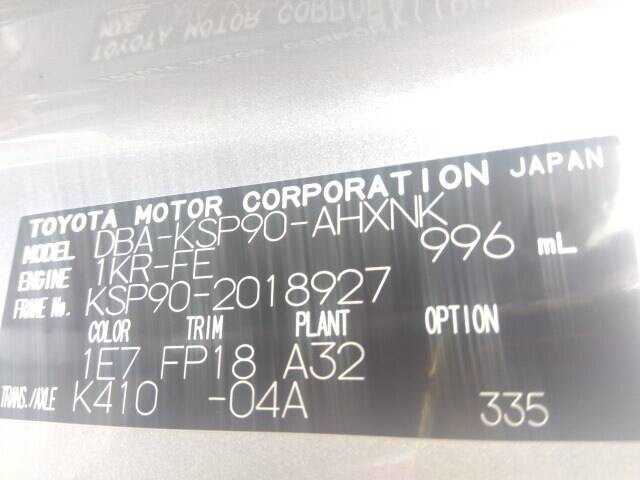 TOYOTA MOTOR CORPORATION JAPAN
MODEL DBA-KSP90-AHXNK
ENGINE 1KR-FE 996 mL
FRAME No. KSP90-2018927
COLOR TRIM PLANT OPTION
1E7 FP18 A32
TRANS./AXLE K410 -04A 335